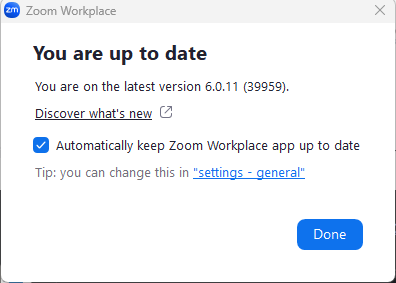 zm Zoom Workplace
You are up to date
You are on the latest version 6.0.11 (39959).
Discover what's new
Automatically keep Zoom Workplace app up to date
Tip: you can change this in "settings - general"
Done